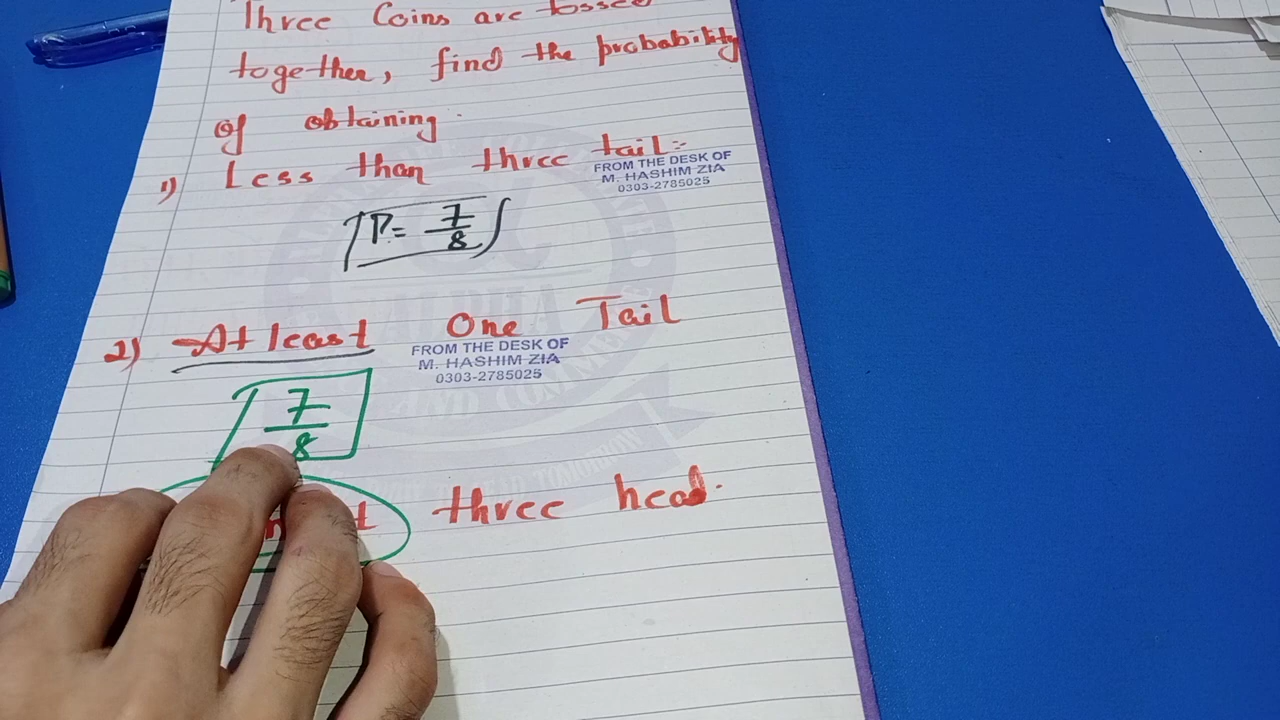 Three Coins are tossed
together, find the probability
of obtaining.
1) Less than three tail:-
FROM THE DESK OF
M. HASHIM ZIA
0303-2785025
P = 7/8
2) At least One Tail
FROM THE DESK OF
M. HASHIM ZIA
0303-2785025
7/8
three head.